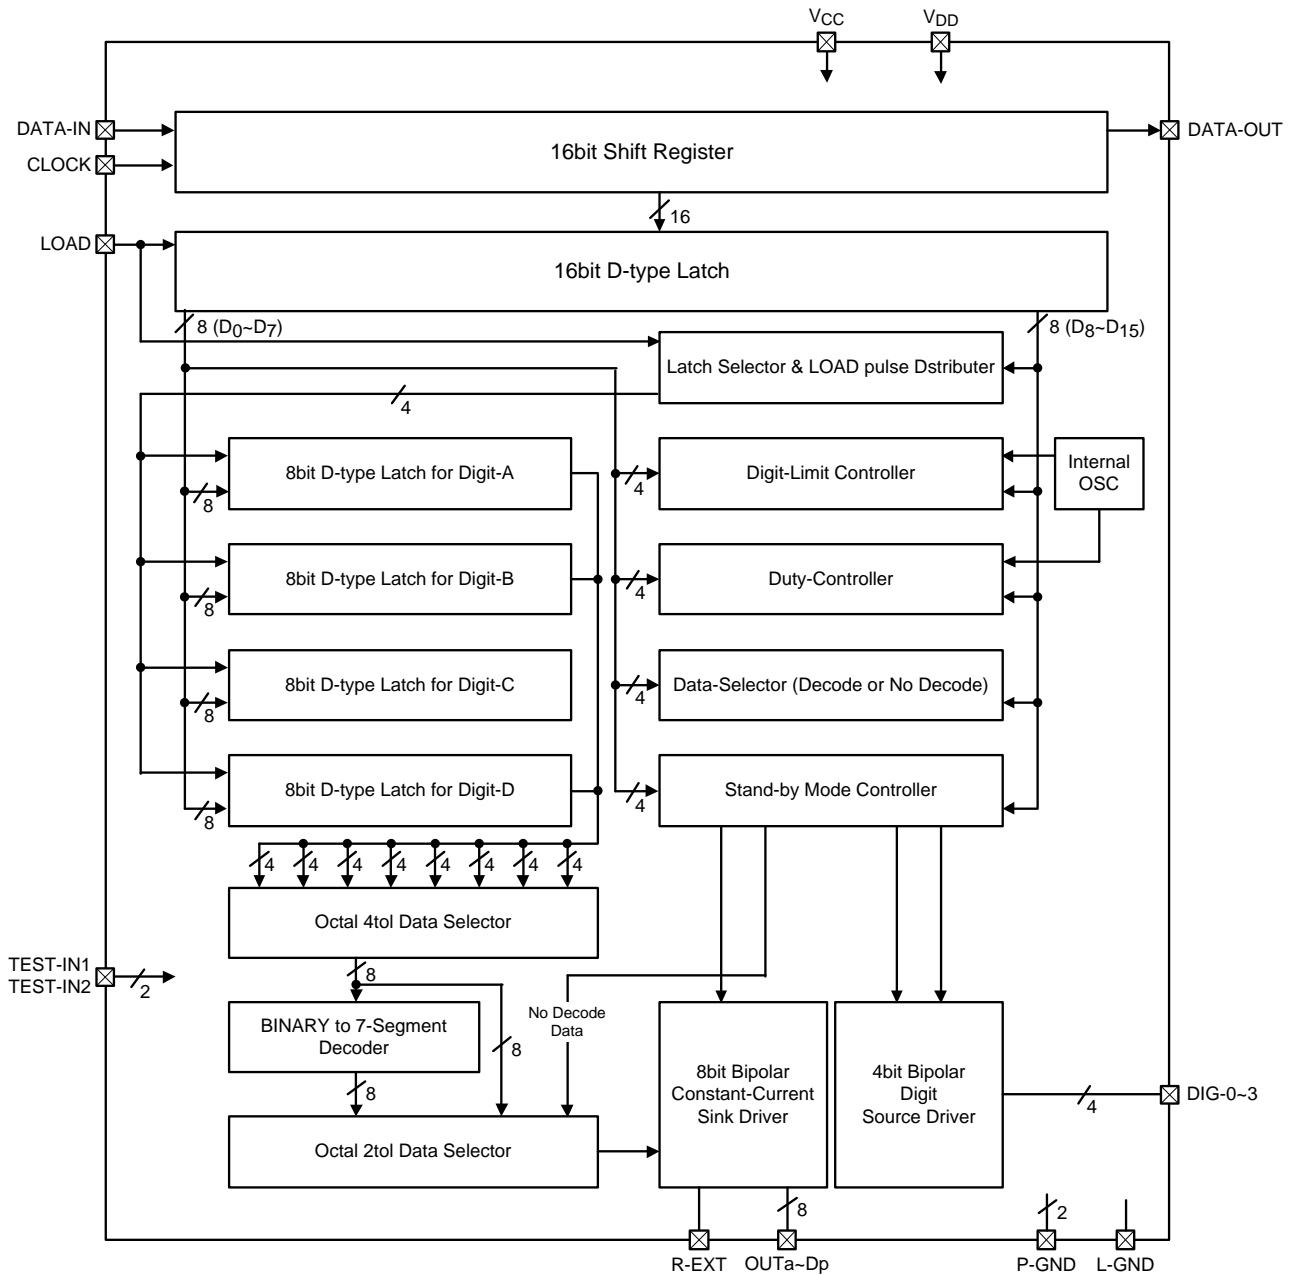 VCC
VDD
DATA-IN
CLOCK
16bit Shift Register
DATA-OUT
16
LOAD
16bit D-type Latch
8 (D0~D7)
8 (D8~D15)
Latch Selector & LOAD pulse Dstributer
4
8bit D-type Latch for Digit-A
8
4
Digit-Limit Controller
Internal
OSC
8bit D-type Latch for Digit-B
8
4
Duty-Controller
8bit D-type Latch for Digit-C
8
4
Data-Selector (Decode or No Decode)
8bit D-type Latch for Digit-D
8
4
Stand-by Mode Controller
4 4 4 4 4 4 4 4
Octal 4tol Data Selector
TEST-IN1
TEST-IN2
2
8
BINARY to 7-Segment
Decoder
8
No Decode
Data
8
Octal 2tol Data Selector
8bit Bipolar
Constant-Current
Sink Driver
4bit Bipolar
Digit
Source Driver
4
DIG-0~3
8
2
R-EXT
OUTa~Dp
P-GND
L-GND